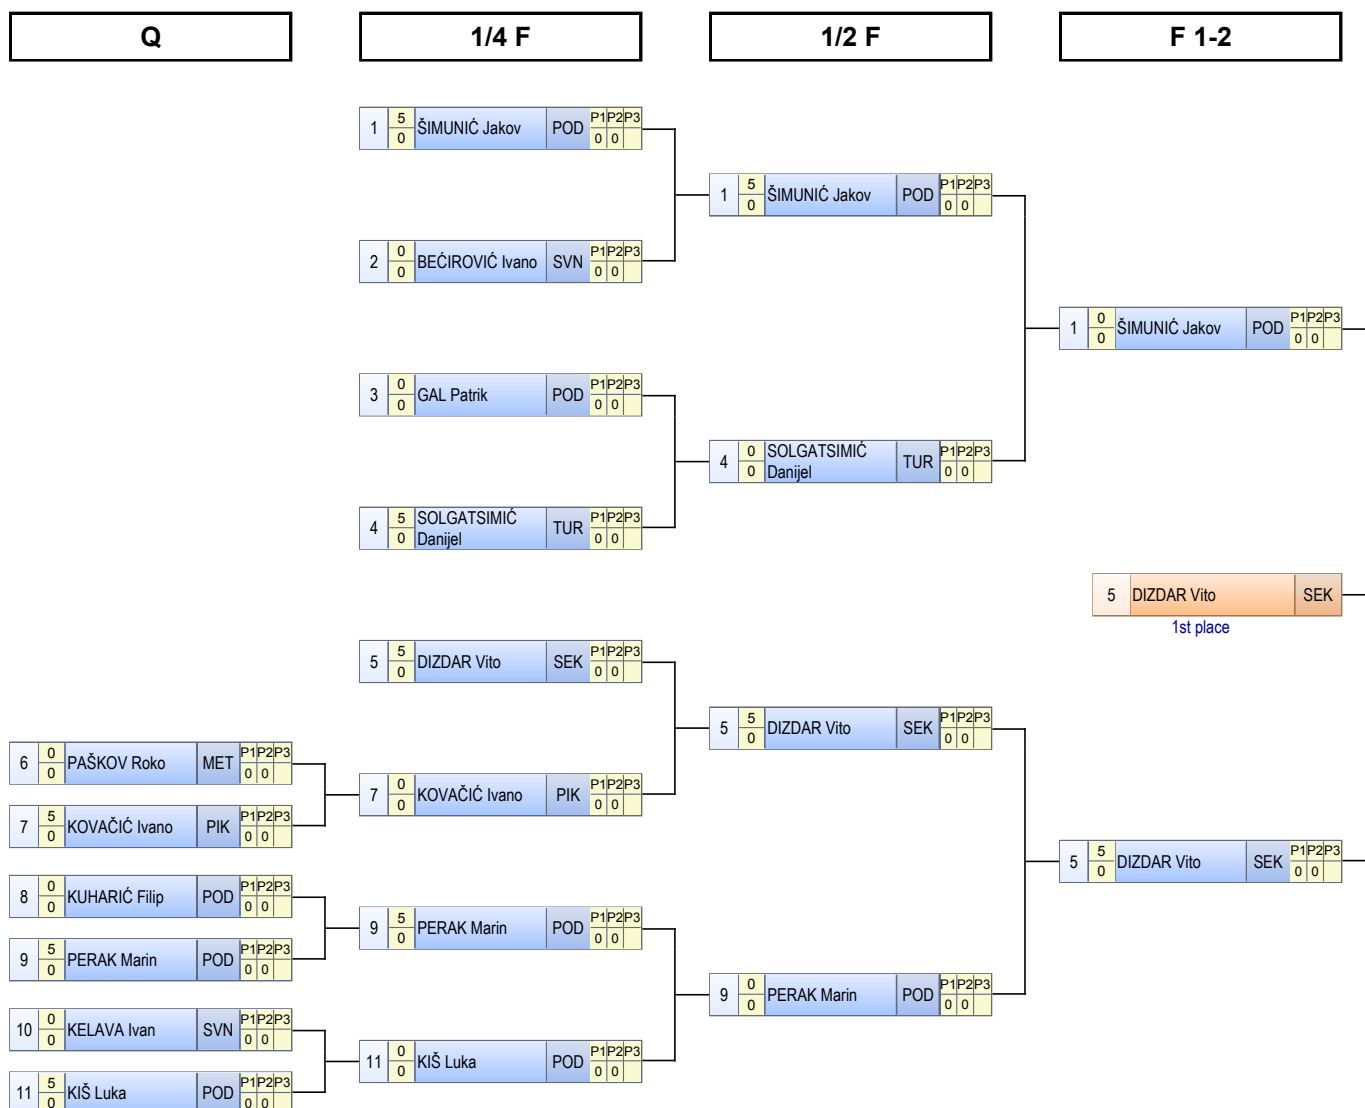 Q 1/4 F 1/2 F F 1-2
1 5 0 ŠIMUNIĆ Jakov POD P1 P2 P3 0 0
2 0 0 BEĆIROVIĆ Ivano SVN P1 P2 P3 0 0
3 0 0 GAL Patrik POD P1 P2 P3 0 0
4 5 0 SOLGATSIMIĆ
Danijel TUR P1 P2 P3 0 0
5 5 0 DIZDAR Vito SEK P1 P2 P3 0 0
6 0 0 PAŠKOV Roko MET P1 P2 P3 0 0
7 5 0 KOVAČIĆ Ivano PIK P1 P2 P3 0 0
8 0 0 KUHARIĆ Filip POD P1 P2 P3 0 0
9 5 0 PERAK Marin POD P1 P2 P3 0 0
10 0 0 KELAVA Ivan SVN P1 P2 P3 0 0
11 5 0 KIŠ Luka POD P1 P2 P3 0 0
7 0 0 KOVAČIĆ Ivano PIK P1 P2 P3 0 0
9 5 0 PERAK Marin POD P1 P2 P3 0 0
11 0 0 KIŠ Luka POD P1 P2 P3 0 0
1 5 0 ŠIMUNIĆ Jakov POD P1 P2 P3 0 0
4 0 0 SOLGATSIMIĆ
Danijel TUR P1 P2 P3 0 0
5 5 0 DIZDAR Vito SEK P1 P2 P3 0 0
9 0 0 PERAK Marin POD P1 P2 P3 0 0
1 0 0 ŠIMUNIĆ Jakov POD P1 P2 P3 0 0
5 DIZDAR Vito SEK
1st place
5 5 0 DIZDAR Vito SEK P1 P2 P3 0 0